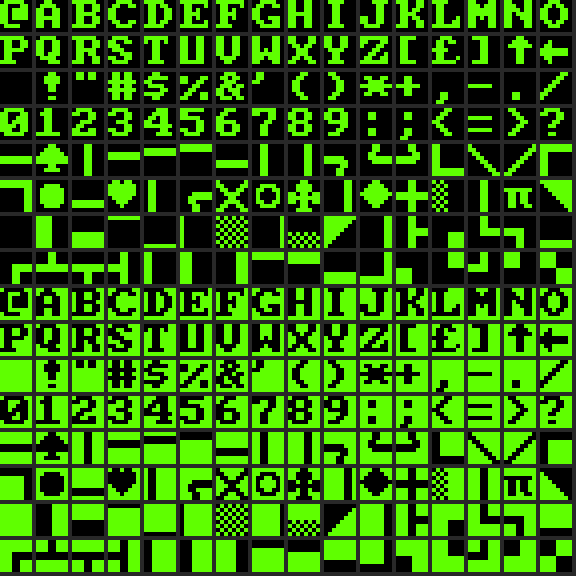 @ABCDEFGHIJKLMNO
PQRSTUVWXYZ[£]↑←
!"#$%&'()*+,-./
0123456789:;<=>?
π
@ABCDEFGHIJKLMNO
PQRSTUVWXYZ[£]↑←
!"#$%&'()*+,-./
0123456789:;<=>?
π